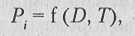 Pᵢ = f (D, T),